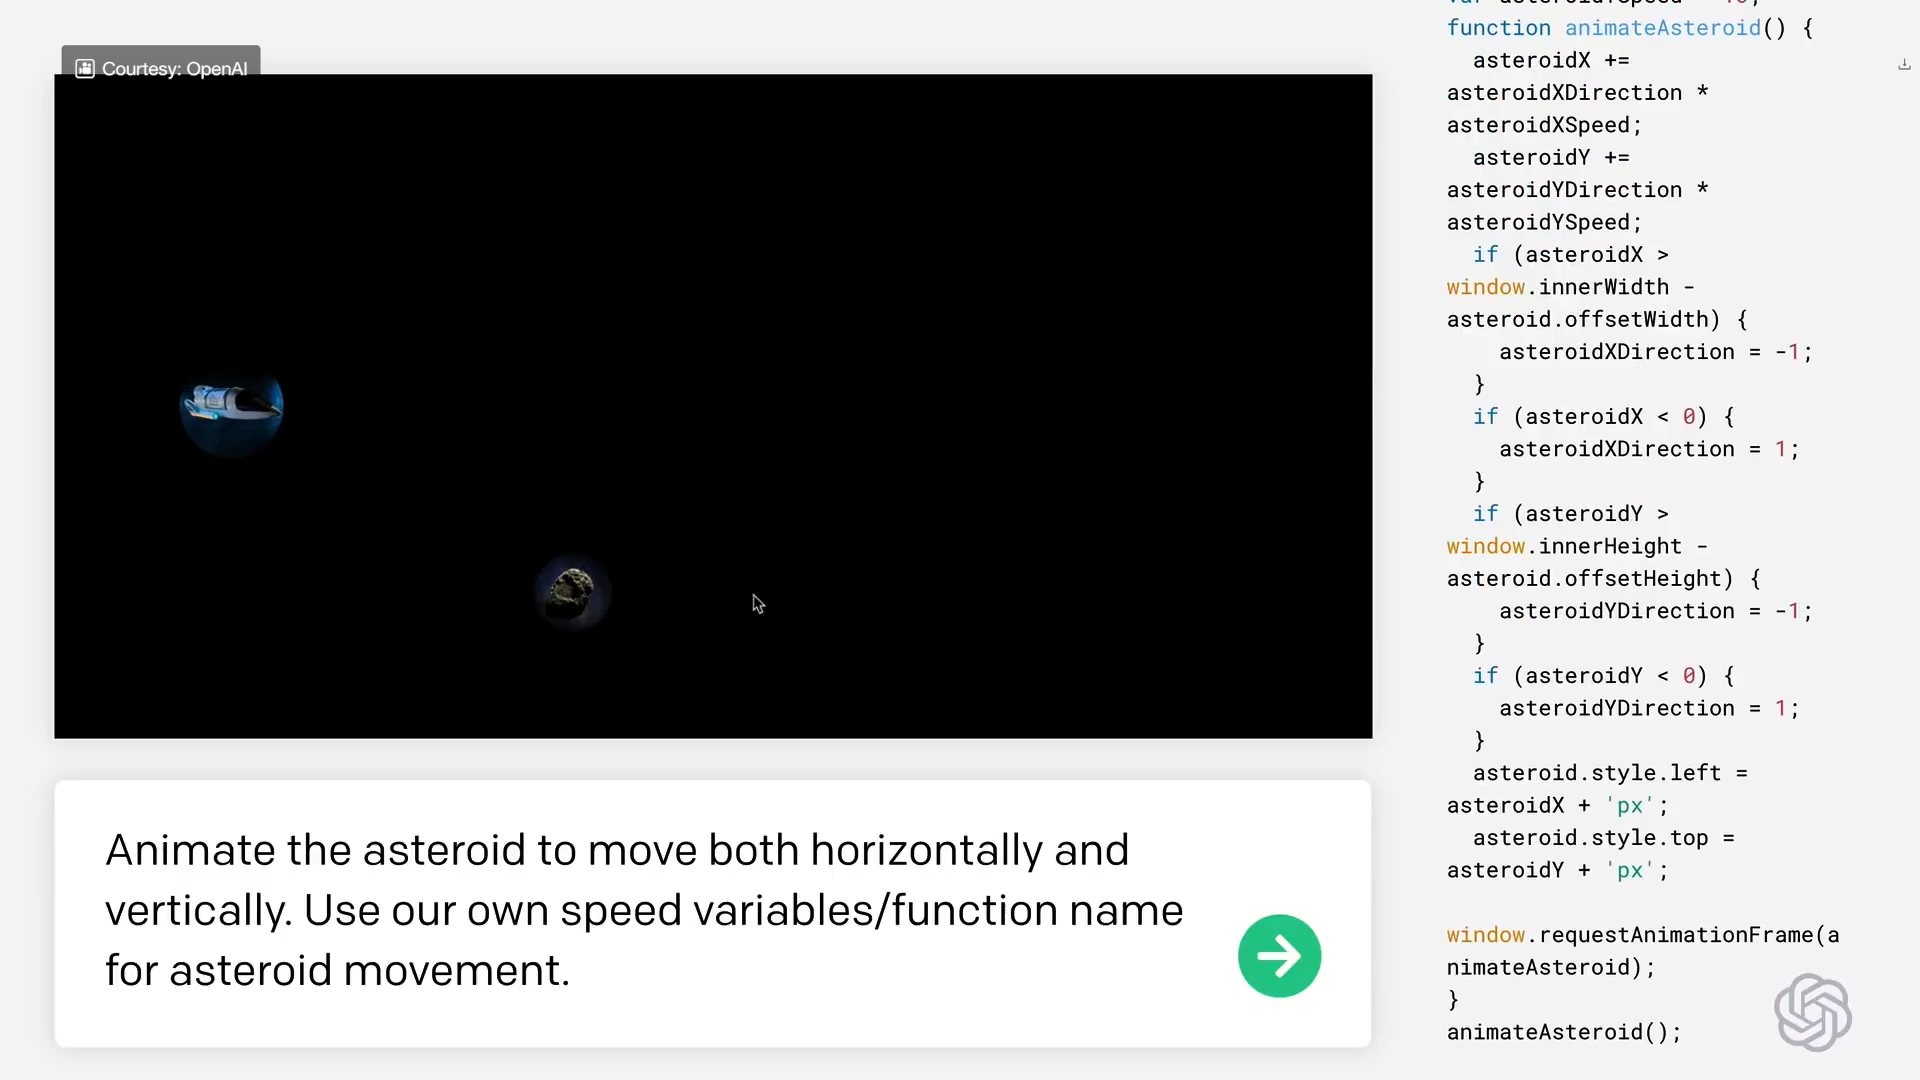 Courtesy: OpenAI
Animate the asteroid to move both horizontally and
vertically. Use our own speed variables/function name
for asteroid movement.
function animateAsteroid() {
asteroidX +=
asteroidXDirection *
asteroidXSpeed;
asteroidY +=
asteroidYDirection *
asteroidYSpeed;
if (asteroidX >
window.innerWidth -
asteroid.offsetWidth) {
asteroidXDirection = -1;
}
if (asteroidX < 0) {
asteroidXDirection = 1;
}
if (asteroidY >
window.innerHeight -
asteroid.offsetHeight) {
asteroidYDirection = -1;
}
if (asteroidY < 0) {
asteroidYDirection = 1;
}
asteroid.style.left =
asteroidX + 'px';
asteroid.style.top =
asteroidY + 'px';
window.requestAnimationFrame(a
nimateAsteroid);
}
animateAsteroid();